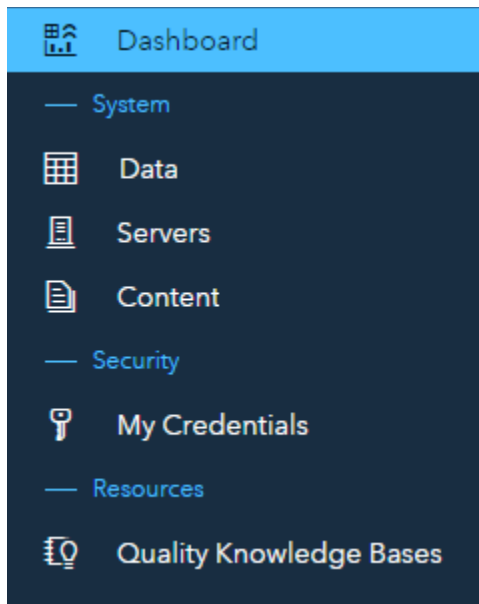 Dashboard
System
Data
Servers
Content
Security
My Credentials
Resources
Quality Knowledge Bases